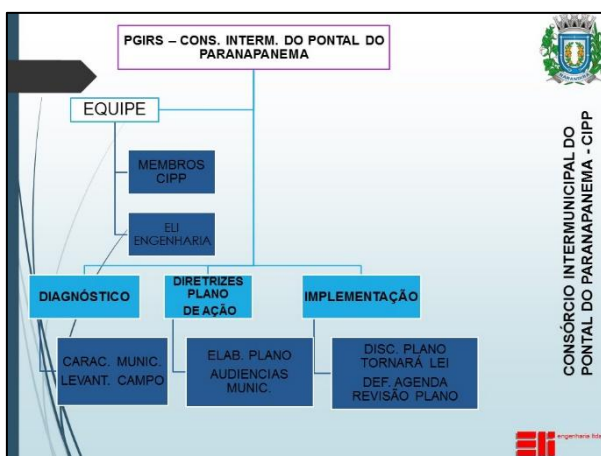 PGIRS – CONS. INTERM. DO PONTAL DO
PARANAPANEMA
EQUIPE
MEMBROS
CIPP
ELI
ENGENHARIA
DIAGNÓSTICO
CARAC. MUNIC.
LEVANT. CAMPO
DIRETRIZES
PLANO
DE AÇÃO
ELAB. PLANO
AUDIENCIAS
MUNIC.
IMPLEMENTAÇÃO
DISC. PLANO
TORNARÁ LEI
DEF. AGENDA
REVISÃO PLANO
CONSÓRCIO INTERMUNICIPAL DO
PONTAL DO PARANAPANEMA - CIPP
Eli
engenharia ltda